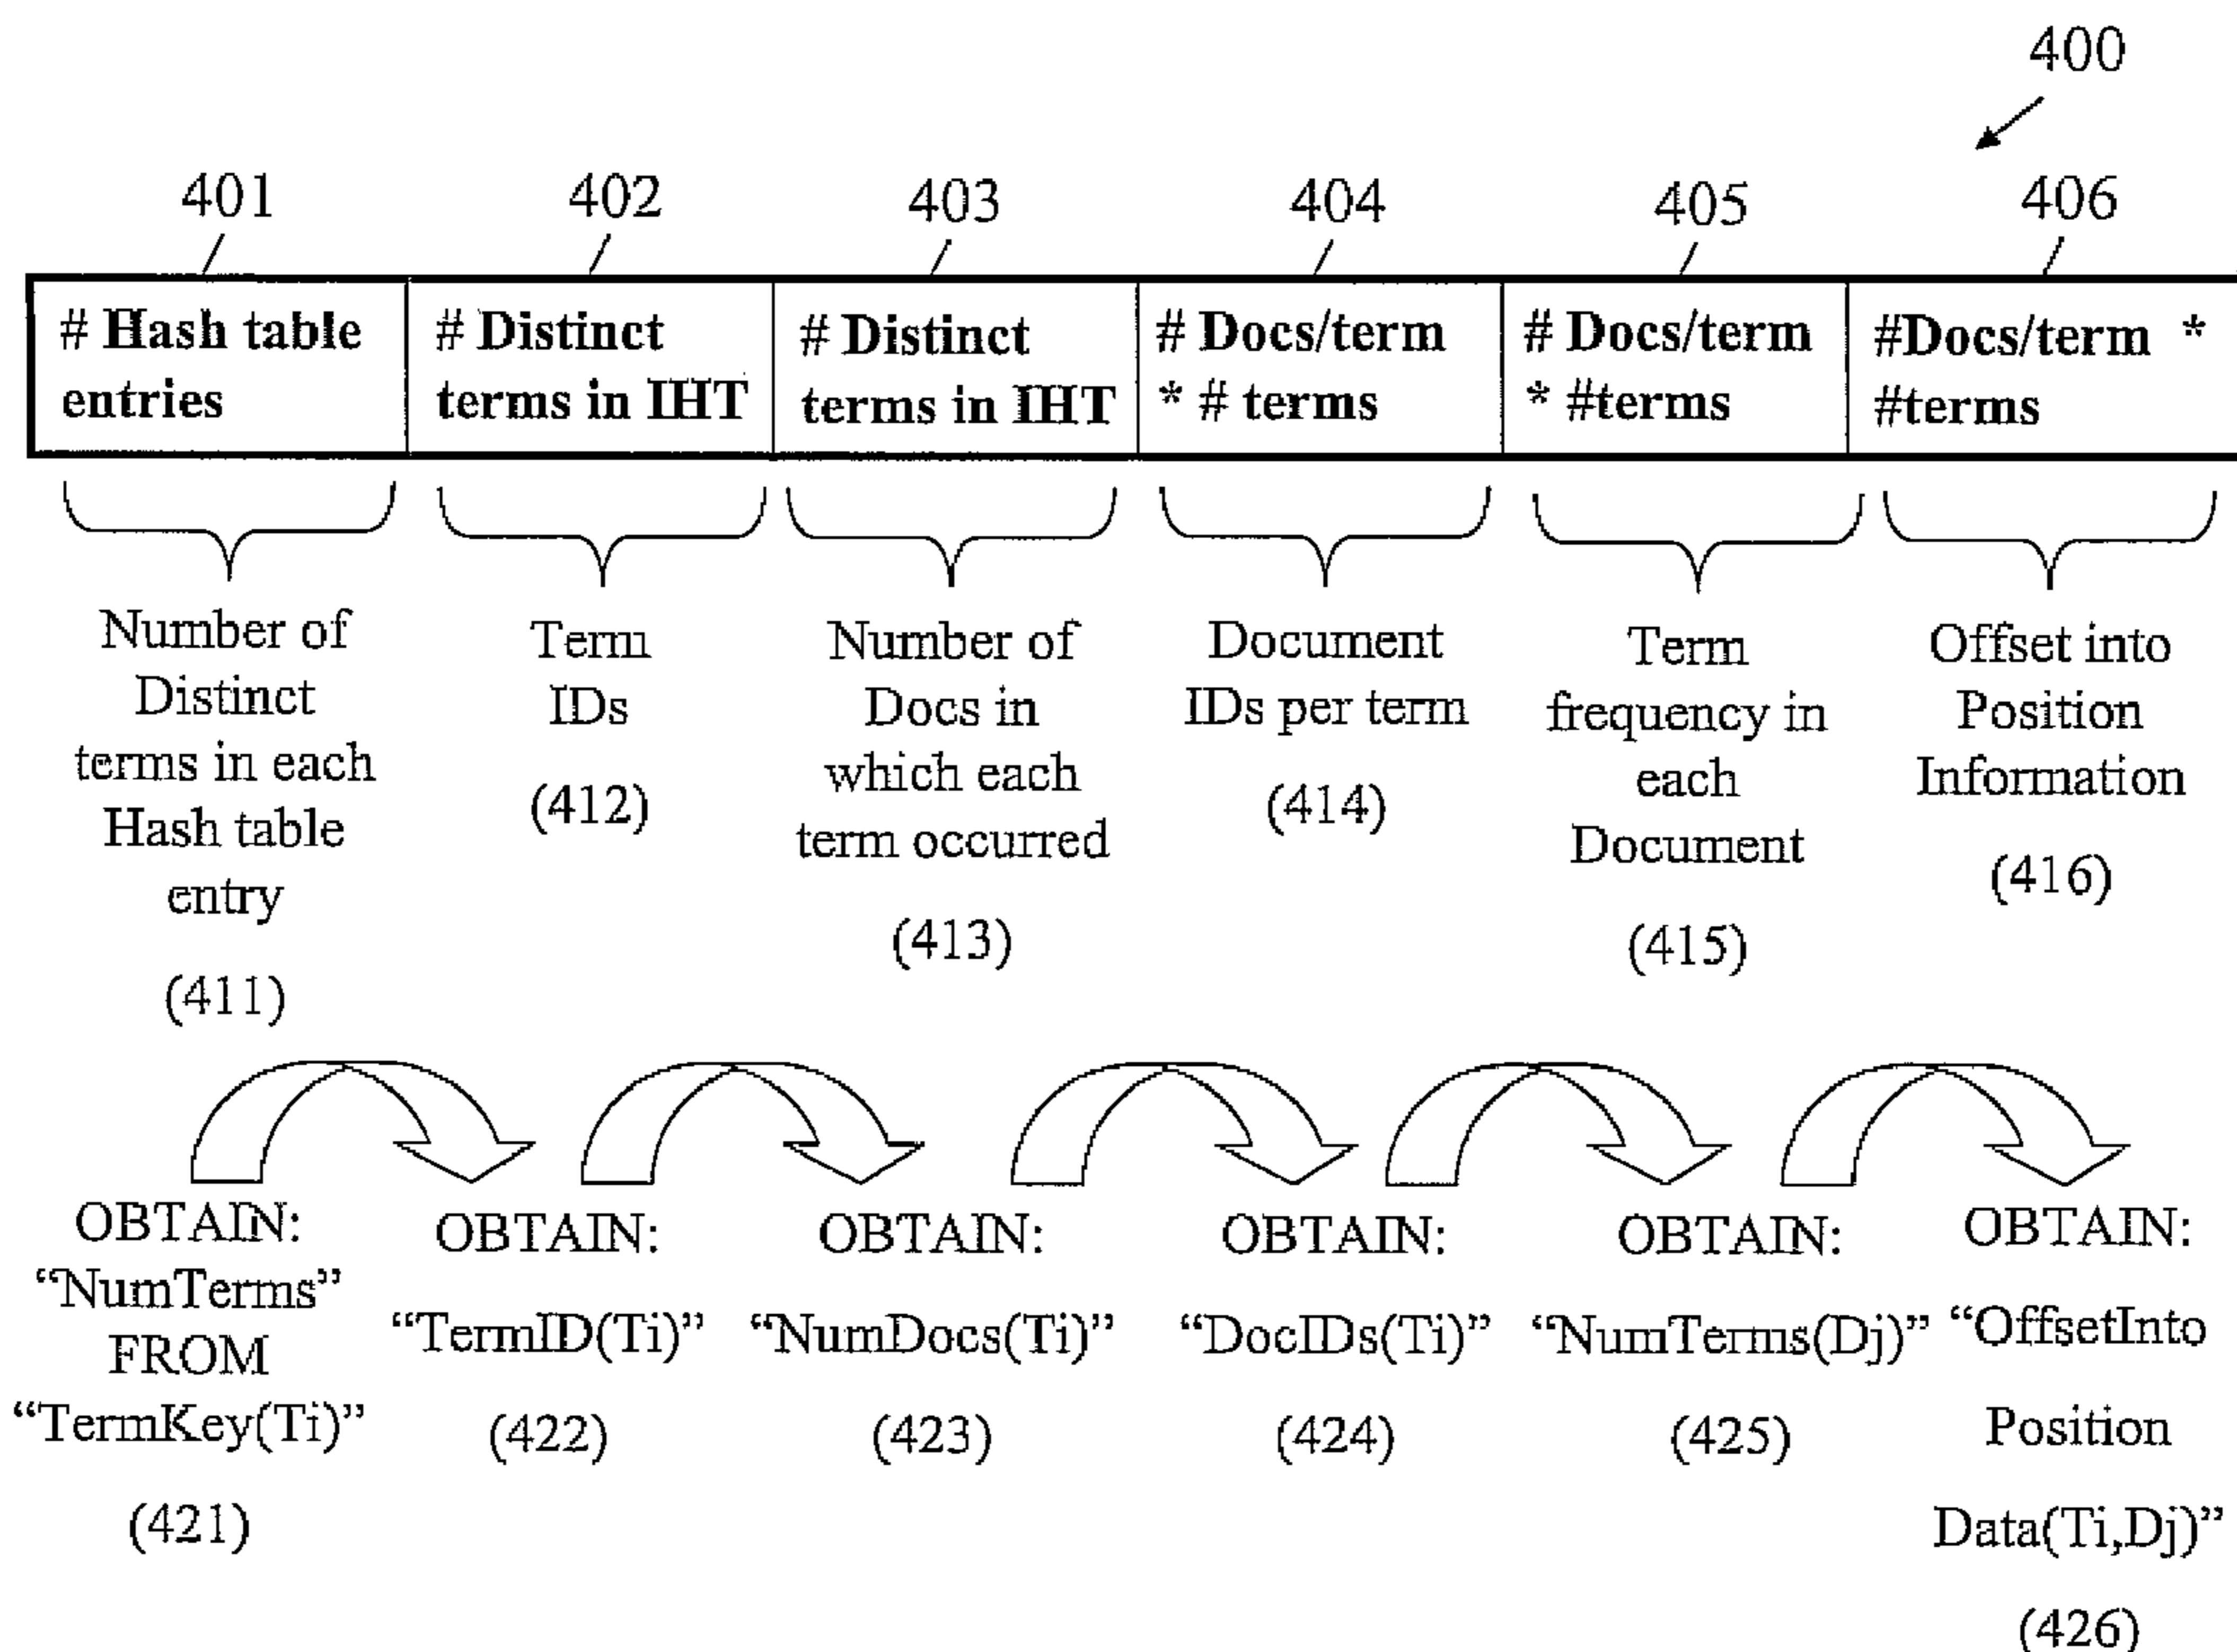 400
401
402
403
404
405
406
# Hash table
entries
# Distinct
terms in IHT
# Distinct
terms in IHT
# Docs/term
* # terms
# Docs/term
* #terms
#Docs/term *
#terms
Number of
Distinct
terms in each
Hash table
entry
(411)
Term
IDs
(412)
Number of
Docs in
which each
term occurred
(413)
Document
IDs per term
(414)
Term
frequency in
each
Document
(415)
Offset into
Position
Information
(416)
OBTAIN:
“NumTerms”
FROM
“TermKey(Ti)”
(421)
OBTAIN:
“TermID(Ti)”
(422)
OBTAIN:
“NumDocs(Ti)”
(423)
OBTAIN:
“DocIDs(Ti)”
(424)
OBTAIN:
“NumTerms(Dj)”
(425)
OBTAIN:
“OffsetInto
Position
Data(Ti,Dj)”
(426)